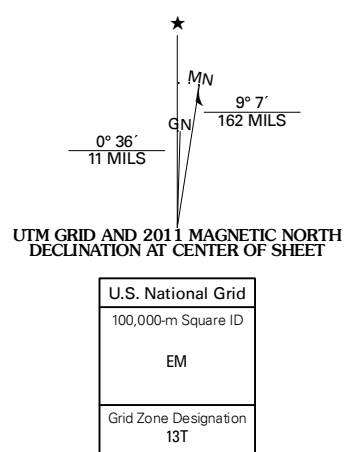 MN
GN
9° 7´
162 MILS
0° 36´
11 MILS
UTM GRID AND 2011 MAGNETIC NORTH
DECLINATION AT CENTER OF SHEET
U.S. National Grid
100,000-m Square ID
EM
Grid Zone Designation
13T